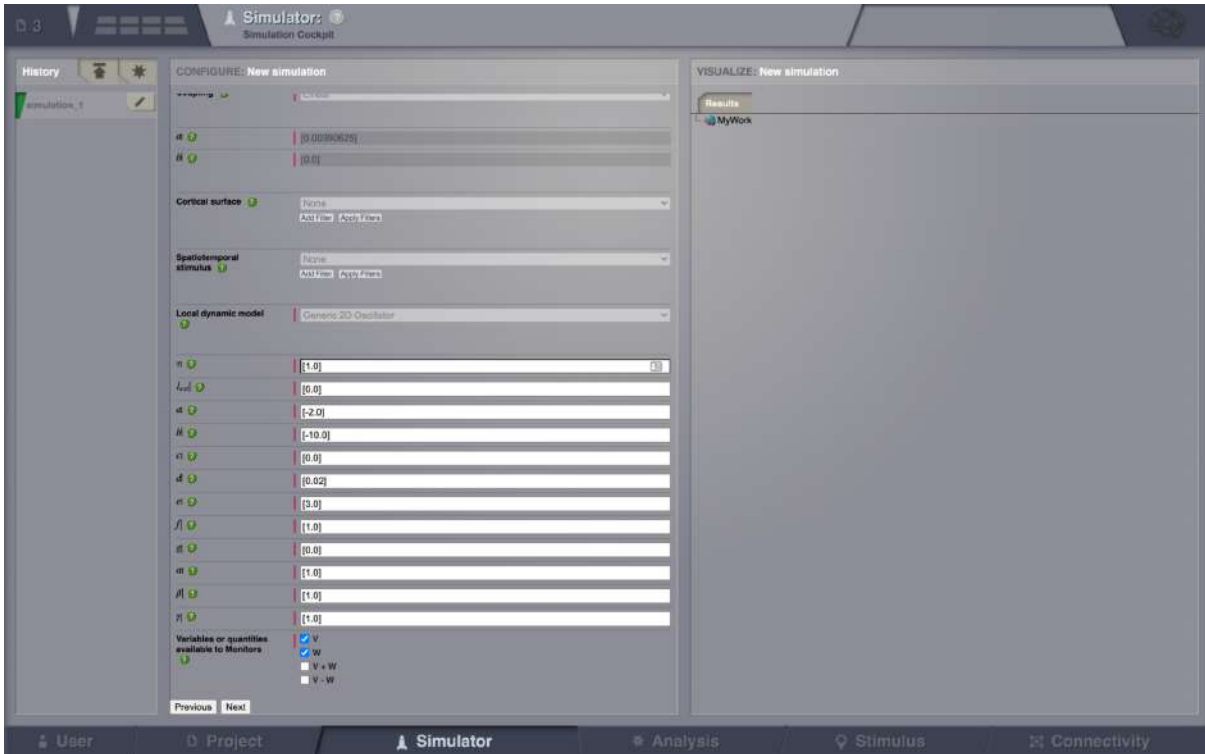 3
Simulator:
Simulation Cockpit
History
CONFIGURE: New simulation
VISUALIZE: New simulation
simulation_1
Results
MyWork
[0.00390625]
[0.0]
Cortical surface
None
Add Filter Apply Filters
Spatiotemporal
stimulus
None
Add Filter Apply Filters
Local dynamic model
Generic 2D Oscillator
[1.0]
[0.0]
[-2.0]
[-10.0]
[0.0]
d [0.02]
[3.0]
f [1.0]
[0.0]
[1.0]
β [1.0]
γ [1.0]
Variables or quantities
available to Monitors
V
W
V + W
V - W
Previous Next
User Project Simulator Analysis Stimulus Connectivity